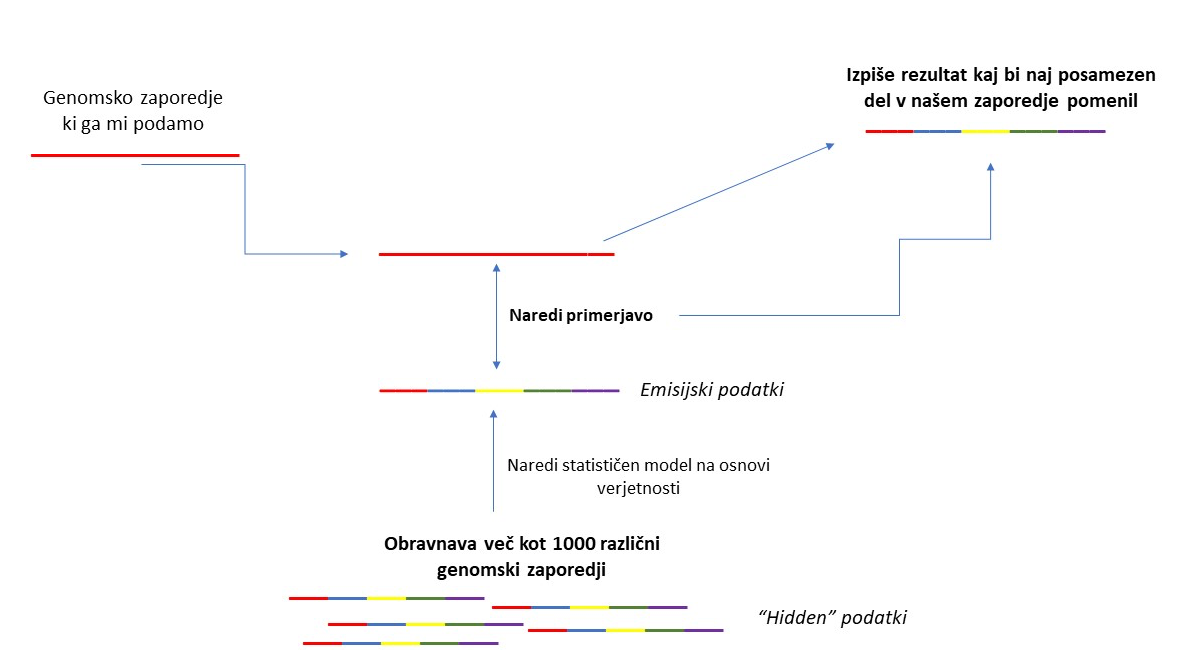 Genomsko zaporedje
ki ga mi podamo
Izpiše rezultat kaj bi naj posamezen
del v našem zaporedje pomenil
Naredi primerjavo
Emisijski podatki
Naredi statističen model na osnovi
verjetnosti
Obravnava več kot 1000 različni
genomski zaporedji
“Hidden” podatki